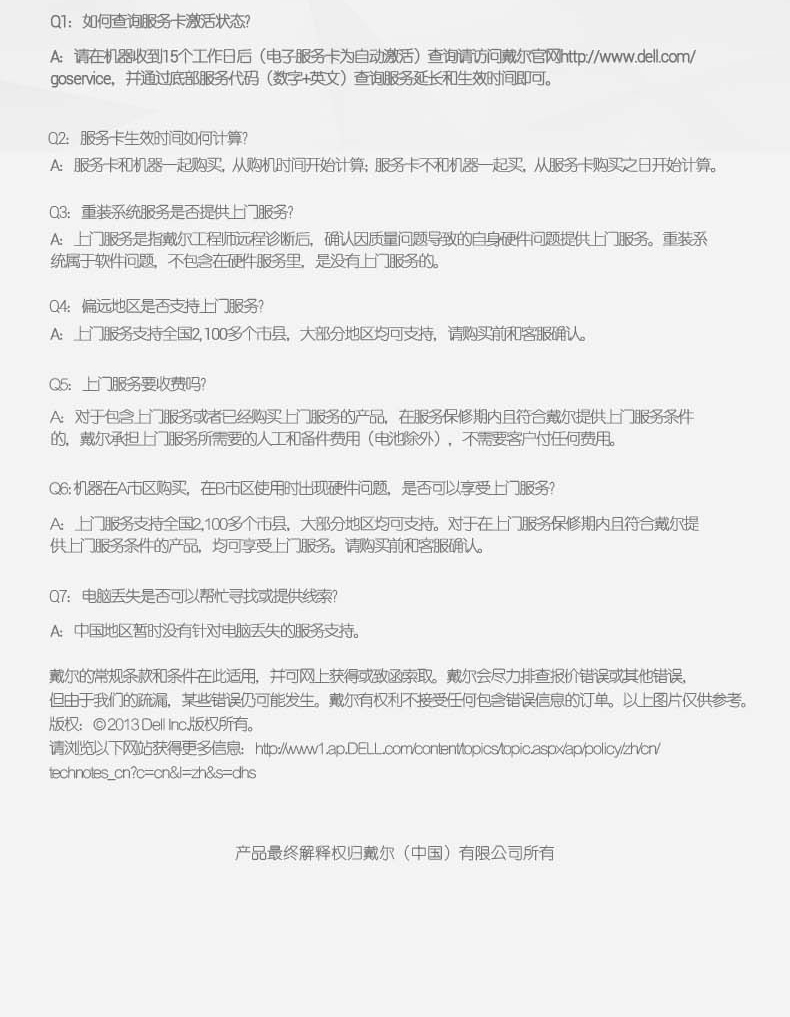 Q1：如何查询服务卡激活状态?
A：请在机器收到15个工作日后（电子服务卡为自动激活）查询请访问戴尔官网http://www.dell.com/
goservice，并通过底部服务代码（数字+英文）查询服务延长和生效时间即可。
Q2：服务卡生效时间如何计算?
A：服务卡和机器一起购买，从购机时间开始计算; 服务卡不和机器一起买，从服务卡购买之日开始计算。
Q3：重装系统服务是否提供上门服务?
A：上门服务是指戴尔工程师远程诊断后，确认因质量问题导致的自身硬件问题提供上门服务。重装系
统属于软件问题，不包含在硬件服务里，是没有上门服务的。
Q4：偏远地区是否支持上门服务?
A：上门服务支持全国2,100多个市县，大部分地区均可支持，请购买前和客服确认。
Q5：上门服务要收费吗?
A：对于包含上门服务或者已经购买上门服务的产品，在服务保修期内且符合戴尔提供上门服务条件
的，戴尔承担上门服务所需要的人工和备件费用（电池除外），不需要客户付任何费用。
Q6: 机器在A市区购买，在B市区使用时出现硬件问题，是否可以享受上门服务?
A：上门服务支持全国2,100多个市县，大部分地区均可支持。对于在上门服务保修期内且符合戴尔提
供上门服务条件的产品，均可享受上门服务。请购买前和客服确认。
Q7：电脑丢失是否可以帮忙寻找或提供线索?
A：中国地区暂时没有针对电脑丢失的服务支持。
戴尔的常规条款和条件在此适用，并可网上获得或致函索取。戴尔会尽力排查报价错误或其他错误，
但由于我们的疏漏，某些错误仍可能发生。戴尔有权利不接受任何包含错误信息的订单。以上图片仅供参考。
版权：© 2013 Dell Inc.版权所有。
请浏览以下网站获得更多信息：http://www1.ap.DELL.com/content/topics/topic.aspx/ap/policy/zh/cn/
technotes_cn?c=cn&l=zh&s=dhs
产品最终解释权归戴尔（中国）有限公司所有